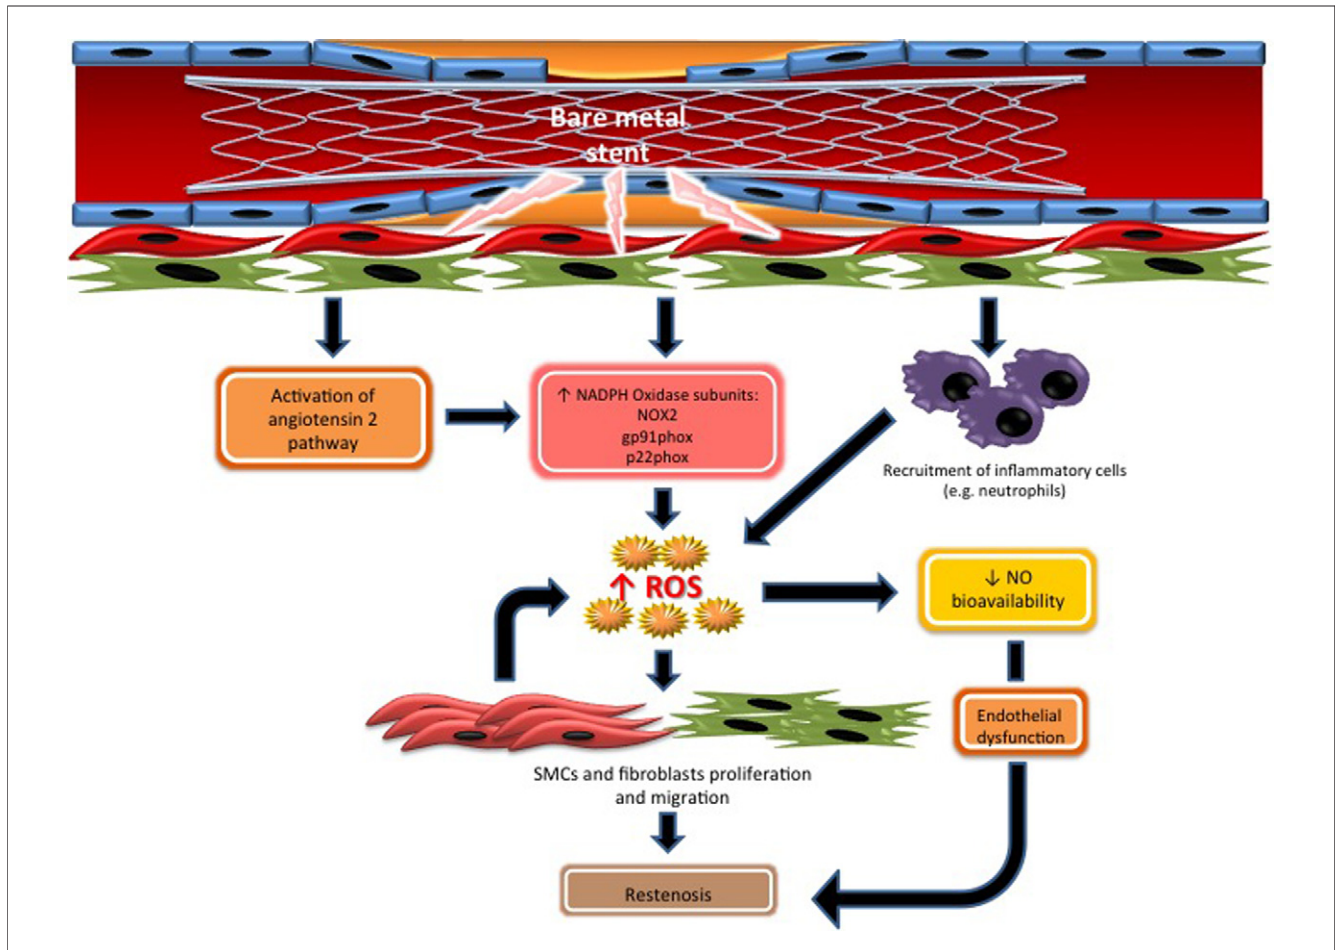 Bare metal
stent
Activation of
angiotensin 2
pathway
↑ NADPH Oxidase subunits:
NOX2
gp91phox
p22phox
Recruitment of inflammatory cells
(e.g. neutrophils)
↑ ROS
↓ NO
bioavailability
Endothelial
dysfunction
SMCs and fibroblasts proliferation
and migration
Restenosis